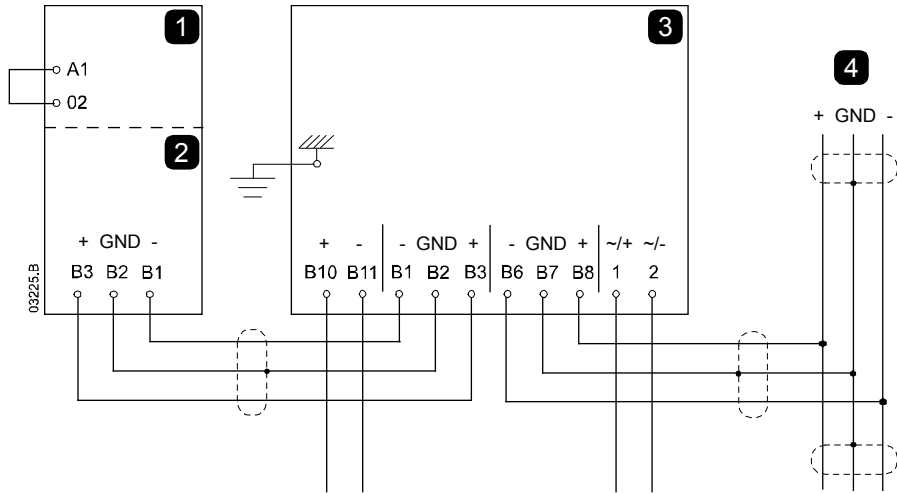 1
3
4
A1
02
2
+ GND -
+ GND -
+ - - GND + - GND + ~/+ ~/-
B3 B2 B1
B10 B11 B1 B2 B3 B6 B7 B8 1 2
03225.B